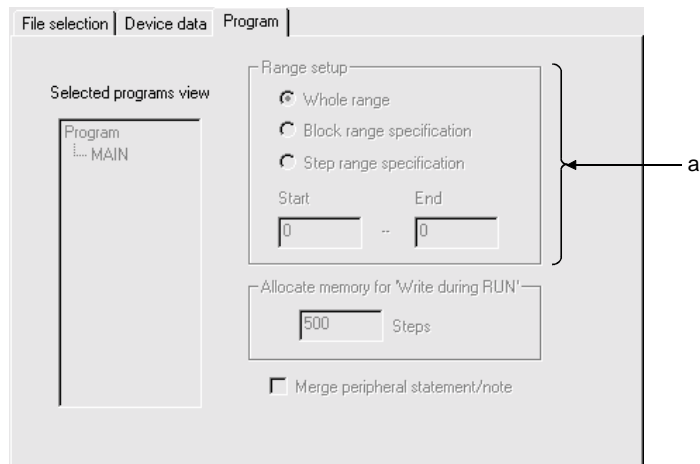 File selection Device data Program
Selected programs view
Program
MAIN
Range setup
Whole range
Block range specification
Step range specification
Start End
0 -- 0
Allocate memory for 'Write during RUN'
500 Steps
Merge peripheral statement/note
a